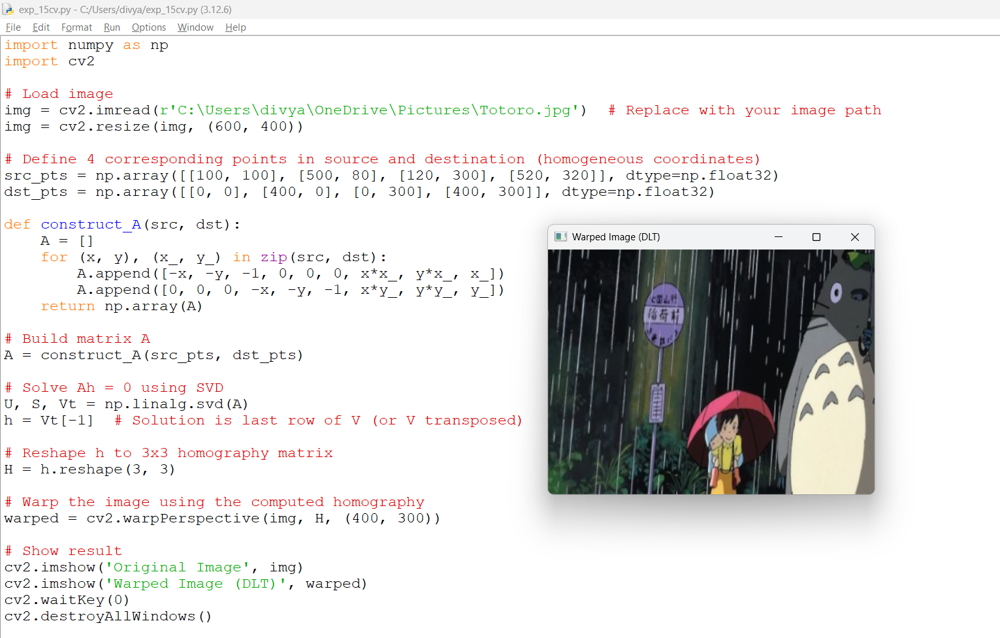 exp_15cv.py - C:/Users/divya/exp_15cv.py (3.12.6)
File Edit Format Run Options Window Help
import numpy as np
import cv2
# Load image
img = cv2.imread(r'C:\Users\divya\OneDrive\Pictures\Totoro.jpg')  # Replace with your image path
img = cv2.resize(img, (600, 400))
# Define 4 corresponding points in source and destination (homogeneous coordinates)
src_pts = np.array([[100, 100], [500, 80], [120, 300], [520, 320]], dtype=np.float32)
dst_pts = np.array([[0, 0], [400, 0], [0, 300], [400, 300]], dtype=np.float32)
def construct_A(src, dst):
    A = []
    for (x, y), (x_, y_) in zip(src, dst):
        A.append([-x, -y, -1, 0, 0, 0, x*x_, y*x_, x_])
        A.append([0, 0, 0, -x, -y, -1, x*y_, y*y_, y_])
    return np.array(A)
# Build matrix A
A = construct_A(src_pts, dst_pts)
# Solve Ah = 0 using SVD
U, S, Vt = np.linalg.svd(A)
h = Vt[-1]  # Solution is last row of V (or V transposed)
# Reshape h to 3x3 homography matrix
H = h.reshape(3, 3)
# Warp the image using the computed homography
warped = cv2.warpPerspective(img, H, (400, 300))
# Show result
cv2.imshow('Original Image', img)
cv2.imshow('Warped Image (DLT)', warped)
cv2.waitKey(0)
cv2.destroyAllWindows()
Warped Image (DLT)
稲荷前